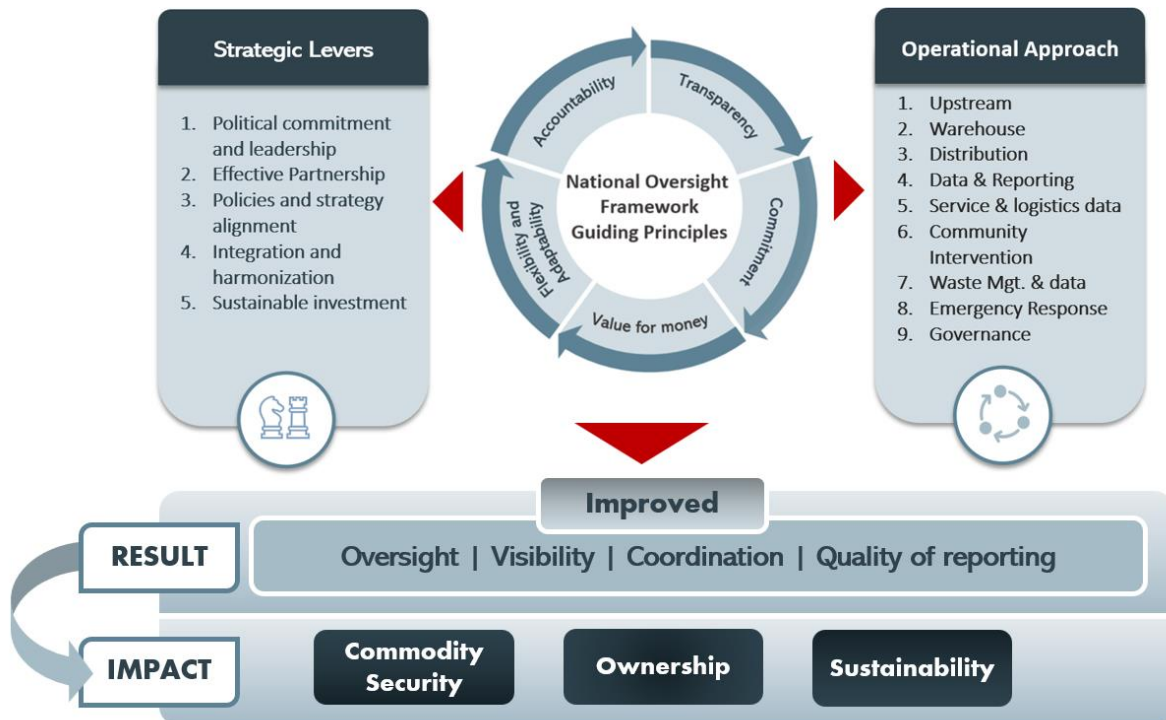 Strategic Levers
1. Political commitment
and leadership
2. Effective Partnership
3. Policies and strategy
alignment
4. Integration and
harmonization
5. Sustainable investment
Accountability
Transparency
Commitment
Value for money
Flexibility and
Adaptability
National Oversight
Framework
Guiding Principles
Operational Approach
1. Upstream
2. Warehouse
3. Distribution
4. Data & Reporting
5. Service & logistics data
6. Community
Intervention
7. Waste Mgt. & data
8. Emergency Response
9. Governance
Improved
RESULT
Oversight | Visibility | Coordination | Quality of reporting
IMPACT
Commodity
Security
Ownership
Sustainability